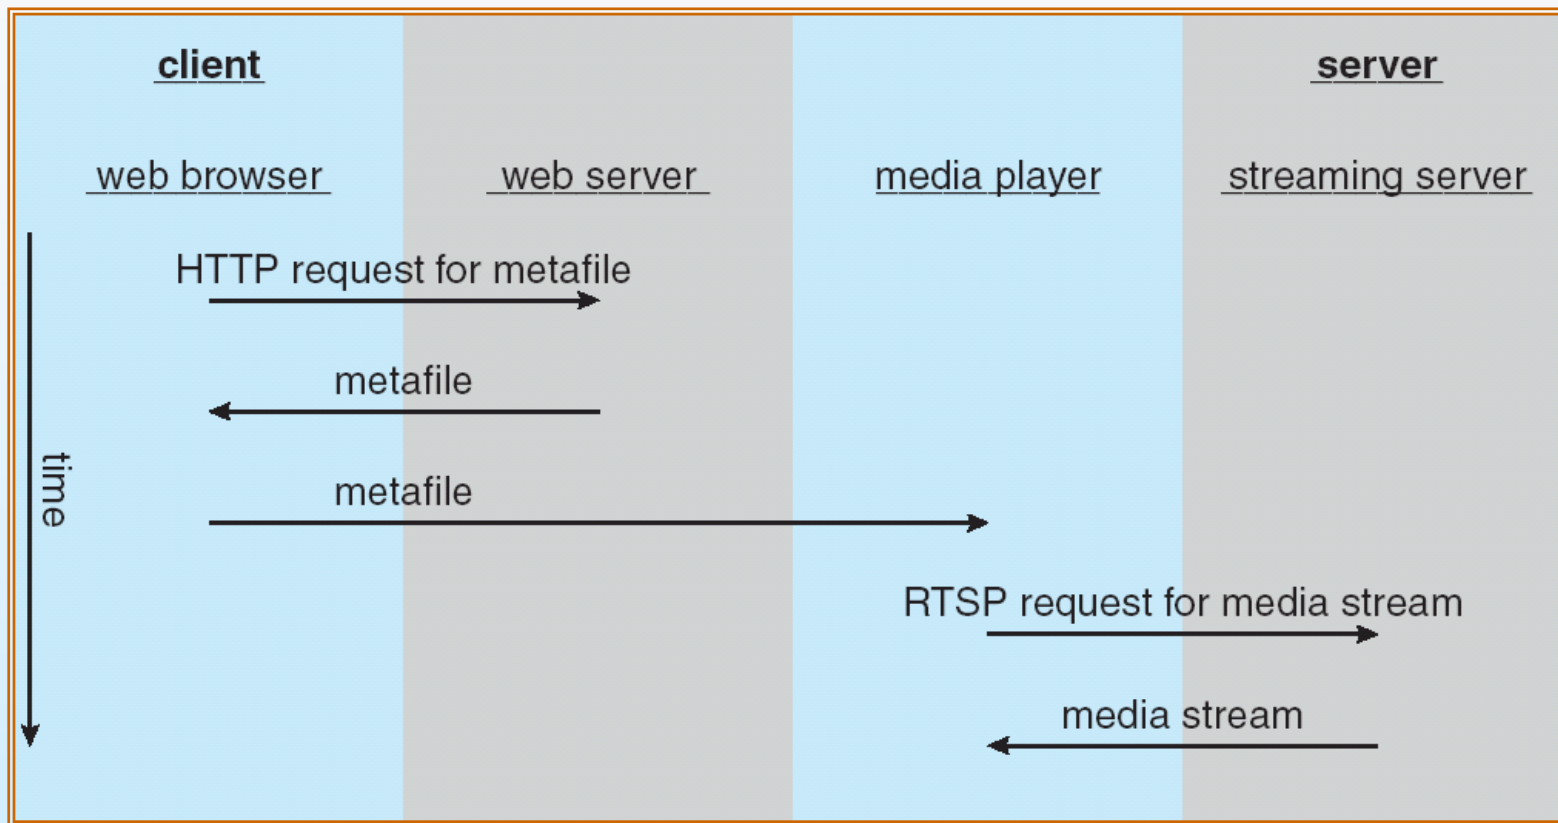 client
server
web browser
web server
media player
streaming server
HTTP request for metafile
metafile
time
metafile
RTSP request for media stream
media stream